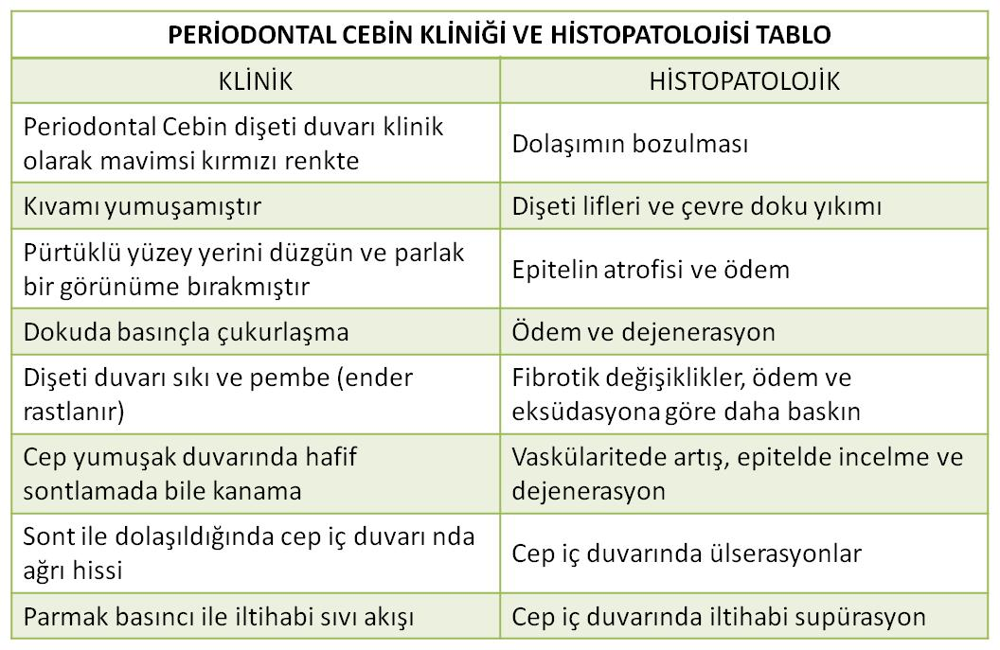 PERİODONTAL CEBİN KLİNİĞİ VE HİSTOPATOLOJİSİ TABLO
KLİNİK
HİSTOPATOLOJİK
Periodontal Cebin dişeti duvarı klinik
olarak mavimsi kırmızı renkte
Dolaşımın bozulması
Kıvamı yumuşamıştır
Dişeti lifleri ve çevre doku yıkımı
Pürtüklü yüzey yerini düzgün ve parlak
bir görünüme bırakmıştır
Epitelin atrofisi ve ödem
Dokuda basınçla çukurlaşma
Ödem ve dejenerasyon
Dişeti duvarı sıkı ve pembe (ender
rastlanır)
Fibrotik değişiklikler, ödem ve
eksüdasyona göre daha baskın
Cep yumuşak duvarında hafif
sontlamada bile kanama
Vaskülaritede artış, epitelde incelme ve
dejenerasyon
Sont ile dolaşıldığında cep iç duvarı nda
ağrı hissi
Cep iç duvarında ülserasyonlar
Parmak basıncı ile iltihabi sıvı akışı
Cep iç duvarında iltihabi supürasyon